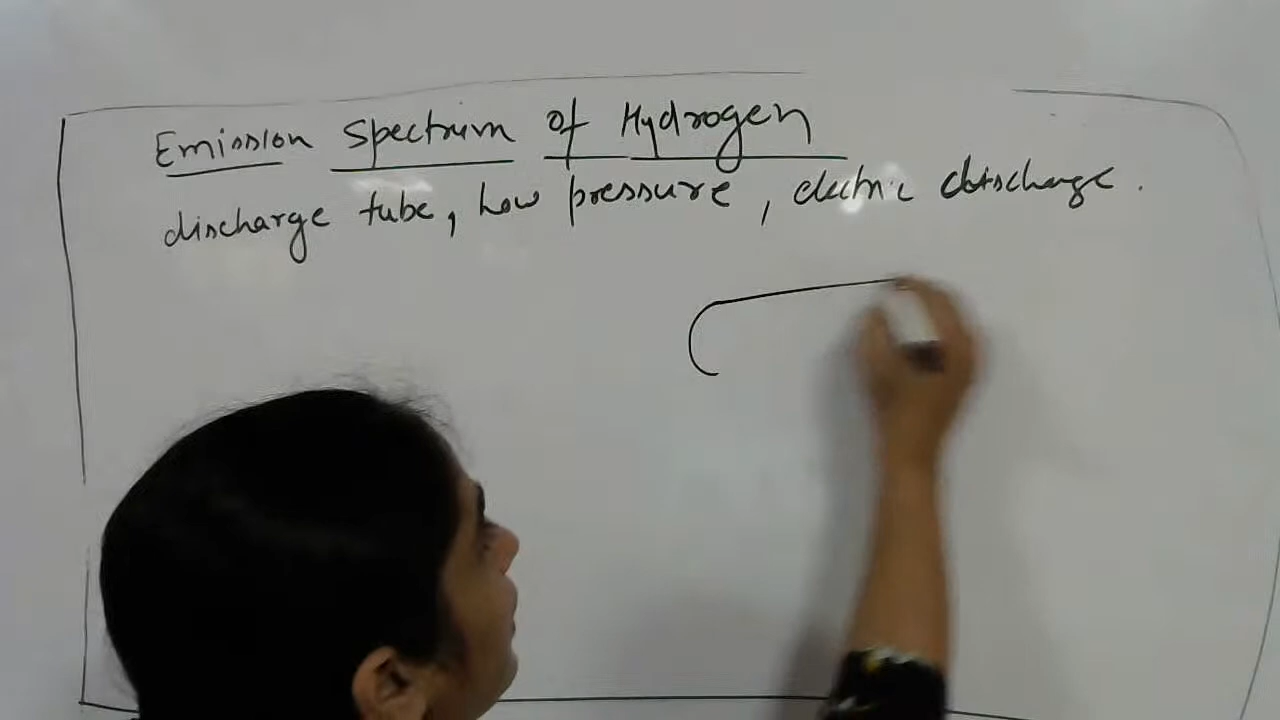 Emission Spectrum of Hydrogen
discharge tube, Low pressure, electric discharge.